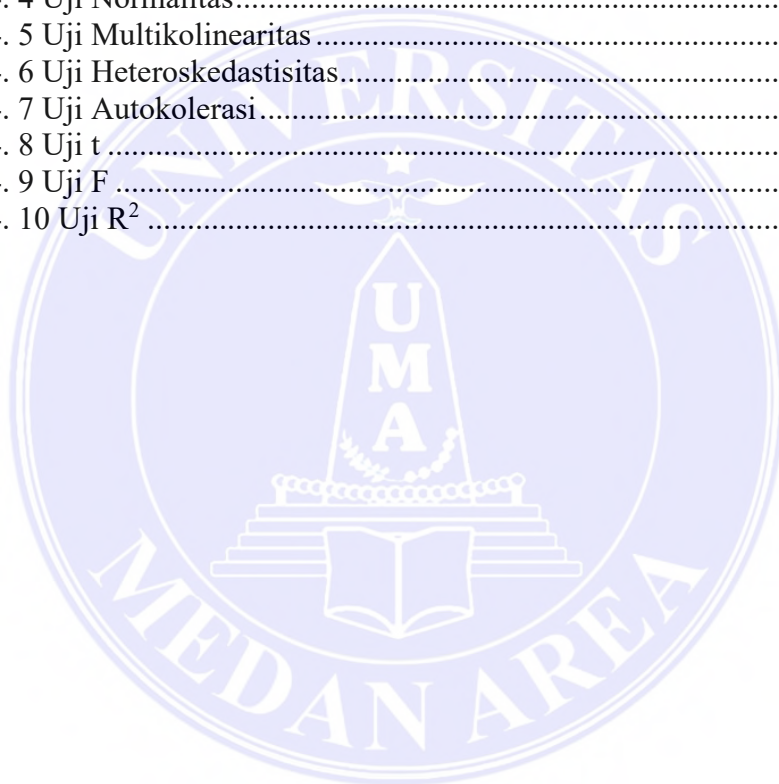 . 4 Uji Normalitas
. 5 Uji Multikolinearitas
. 6 Uji Heteroskedastisitas
. 7 Uji Autokolerasi
. 8 Uji t
. 9 Uji F
. 10 Uji R²
UNIVERSITAS
UMA
MEDAN AREA